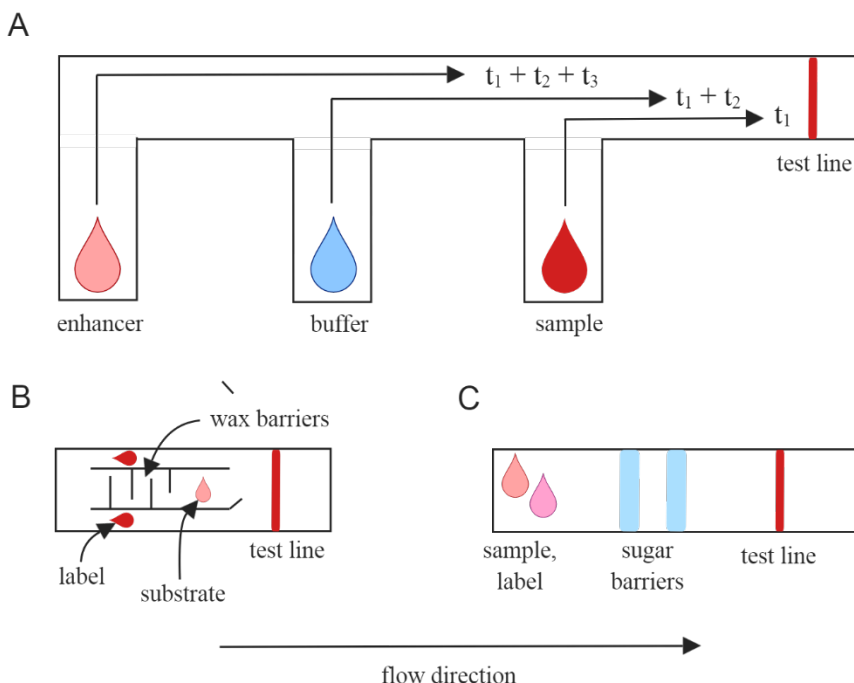 A
t₁ + t₂ + t₃
t₁ + t₂
t₁
test line
enhancer
buffer
sample
B
wax barriers
test line
label
substrate
C
sample,
label
sugar
barriers
test line
flow direction